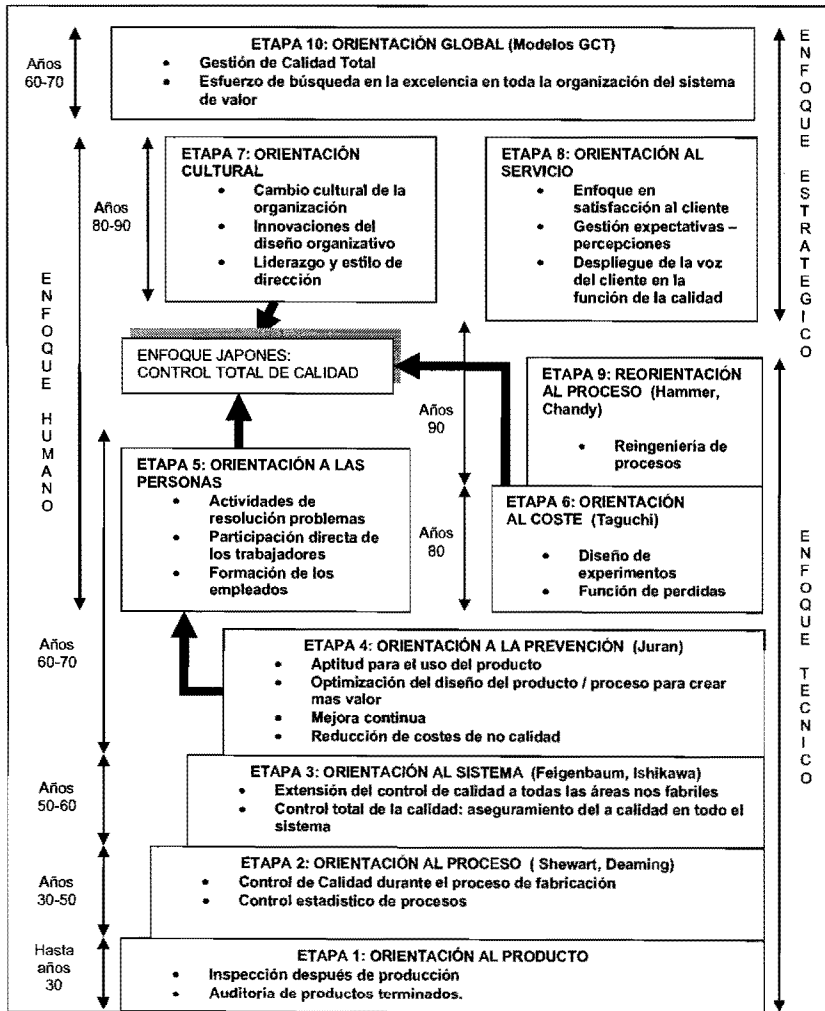 Años
60-70
ETAPA 10: ORIENTACIÓN GLOBAL (Modelos GCT)
• Gestión de Calidad Total
• Esfuerzo de búsqueda en la excelencia en toda la organización del sistema
de valor
ENFOQUE ESTRATEGICO
ENFOQUE HUMANO
Años
80-90
ETAPA 7: ORIENTACIÓN
CULTURAL
• Cambio cultural de la
organización
• Innovaciones del
diseño organizativo
• Liderazgo y estilo de
dirección
ETAPA 8: ORIENTACIÓN AL
SERVICIO
• Enfoque en
satisfacción al cliente
• Gestión expectativas –
percepciones
• Despliegue de la voz
del cliente en la
función de la calidad
ENFOQUE JAPONES:
CONTROL TOTAL DE CALIDAD
Años
90
ETAPA 9: REORIENTACIÓN
AL PROCESO (Hammer,
Chandy)
• Reingeniería de
procesos
ENFOQUE TECNICO
Años
60-70
ETAPA 5: ORIENTACIÓN A LAS
PERSONAS
• Actividades de
resolución problemas
• Participación directa de
los trabajadores
• Formación de los
empleados
Años
80
ETAPA 6: ORIENTACIÓN
AL COSTE (Taguchi)
• Diseño de
experimentos
• Función de perdidas
ETAPA 4: ORIENTACIÓN A LA PREVENCIÓN (Juran)
• Aptitud para el uso del producto
• Optimización del diseño del producto / proceso para crear
mas valor
• Mejora continua
• Reducción de costes de no calidad
Años
50-60
ETAPA 3: ORIENTACIÓN AL SISTEMA (Feigenbaum, Ishikawa)
• Extensión del control de calidad a todas las áreas nos fabriles
• Control total de la calidad: aseguramiento del a calidad en todo el
sistema
Años
30-50
ETAPA 2: ORIENTACIÓN AL PROCESO ( Shewart, Deaming)
• Control de Calidad durante el proceso de fabricación
• Control estadístico de procesos
Hasta
años
30
ETAPA 1: ORIENTACIÓN AL PRODUCTO
• Inspección después de producción
• Auditoria de productos terminados.